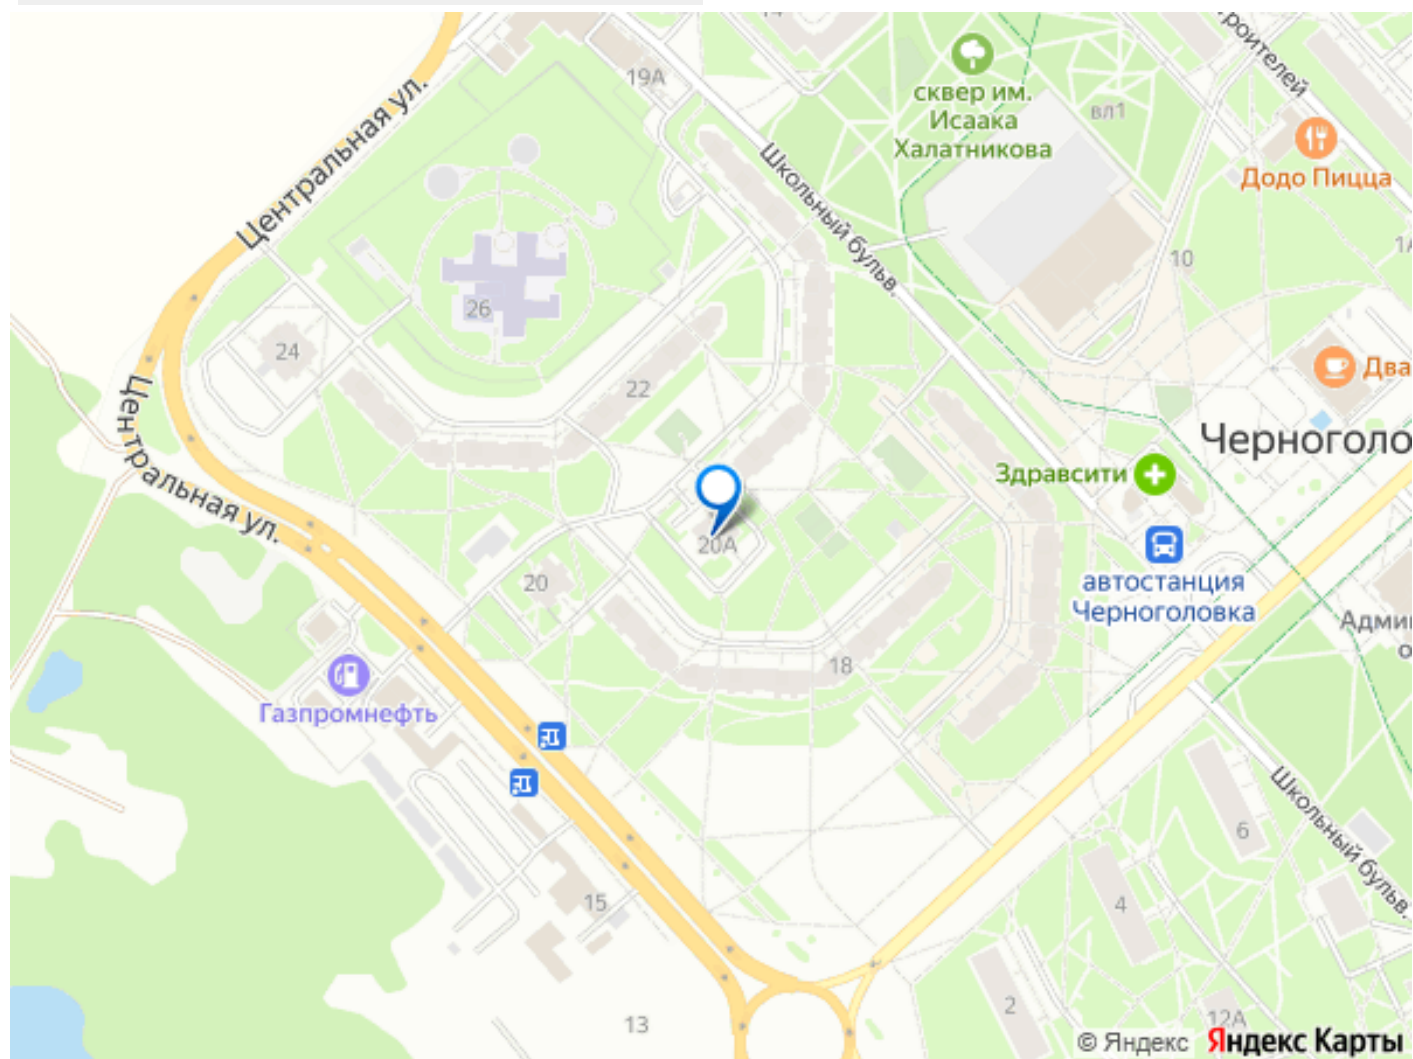 19А
Центральная ул.
сквер им.
Исаака
Халатникова
вл1
Додо Пицца
Школьный бульв.
10
26
24
22
Два
Черноголо
Здравсити
Центральная ул.
20А
20
автостанция
Черноголовка
18
Газпромнефть
6
Школьный бульв.
4
15
2
12А
13
© Яндекс Яндекс Карты